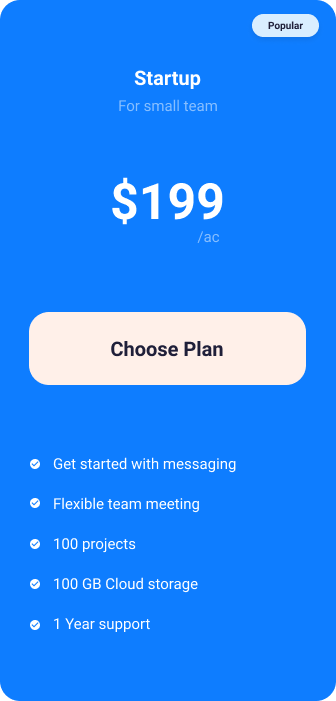 Popular
Startup
For small team
$199
/ac
Choose Plan
Get started with messaging
Flexible team meeting
100 projects
100 GB Cloud storage
1 Year support